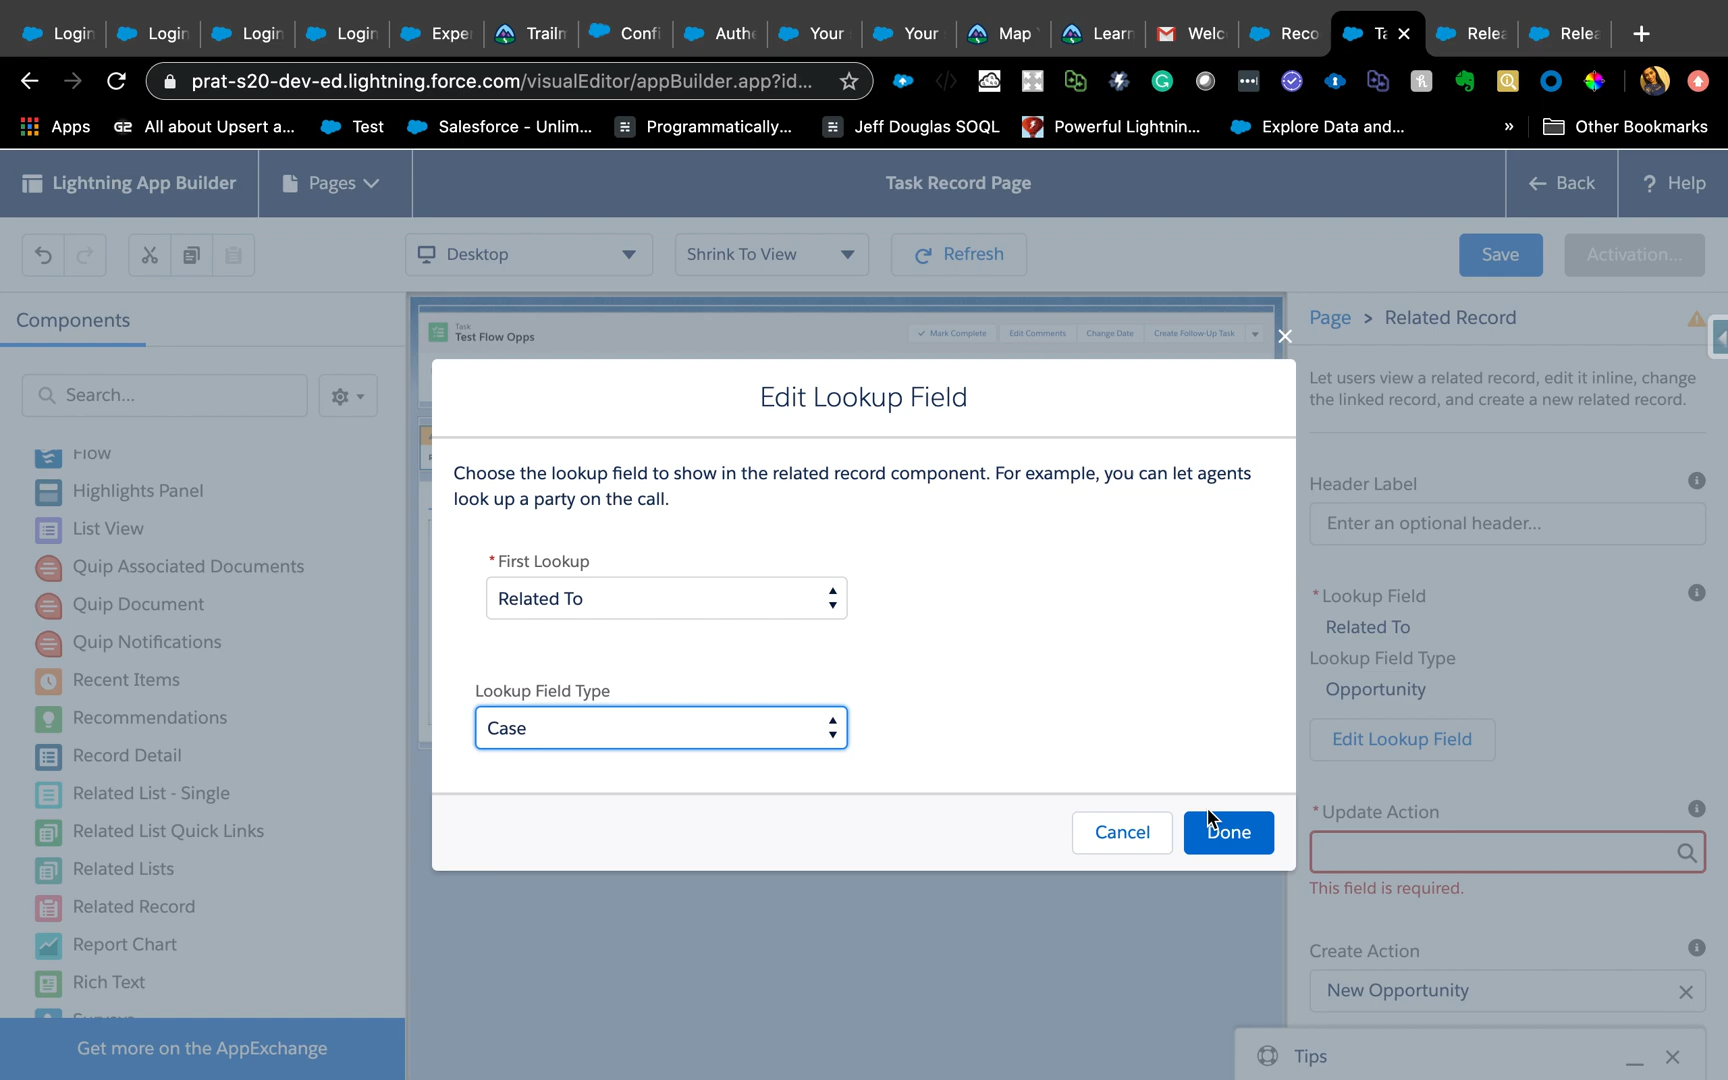 Login
Login
Login
Login
Expe
Trailh
Confi
Authe
Your
Your
Map
Learn
Welc
Reco
Ta
Relea
Relea
prat-s20-dev-ed.lightning.force.com/visualEditor/appBuilder.app?id...
Apps
All about Upsert a...
Test
Salesforce - Unlim...
Programmatically...
Jeff Douglas SOQL
Powerful Lightnin...
Explore Data and...
»
Other Bookmarks
Lightning App Builder
Pages
Task Record Page
Back
? Help
Desktop
Shrink To View
Refresh
Save
Activation...
Components
Search...
Flow
Highlights Panel
List View
Quip Associated Documents
Quip Document
Quip Notifications
Recent Items
Recommendations
Record Detail
Related List - Single
Related List Quick Links
Related Lists
Related Record
Report Chart
Rich Text
Get more on the AppExchange
Task
Test Flow Opps
Mark Complete
Edit Comments
Change Date
Create Follow-Up Task
Edit Lookup Field
Choose the lookup field to show in the related record component. For example, you can let agents
look up a party on the call.
* First Lookup
Related To
Lookup Field Type
Case
Cancel
Done
Page > Related Record
Let users view a related record, edit it inline, change
the linked record, and create a new related record.
Header Label
Enter an optional header...
* Lookup Field
Related To
Lookup Field Type
Opportunity
Edit Lookup Field
* Update Action
This field is required.
Create Action
New Opportunity
Tips